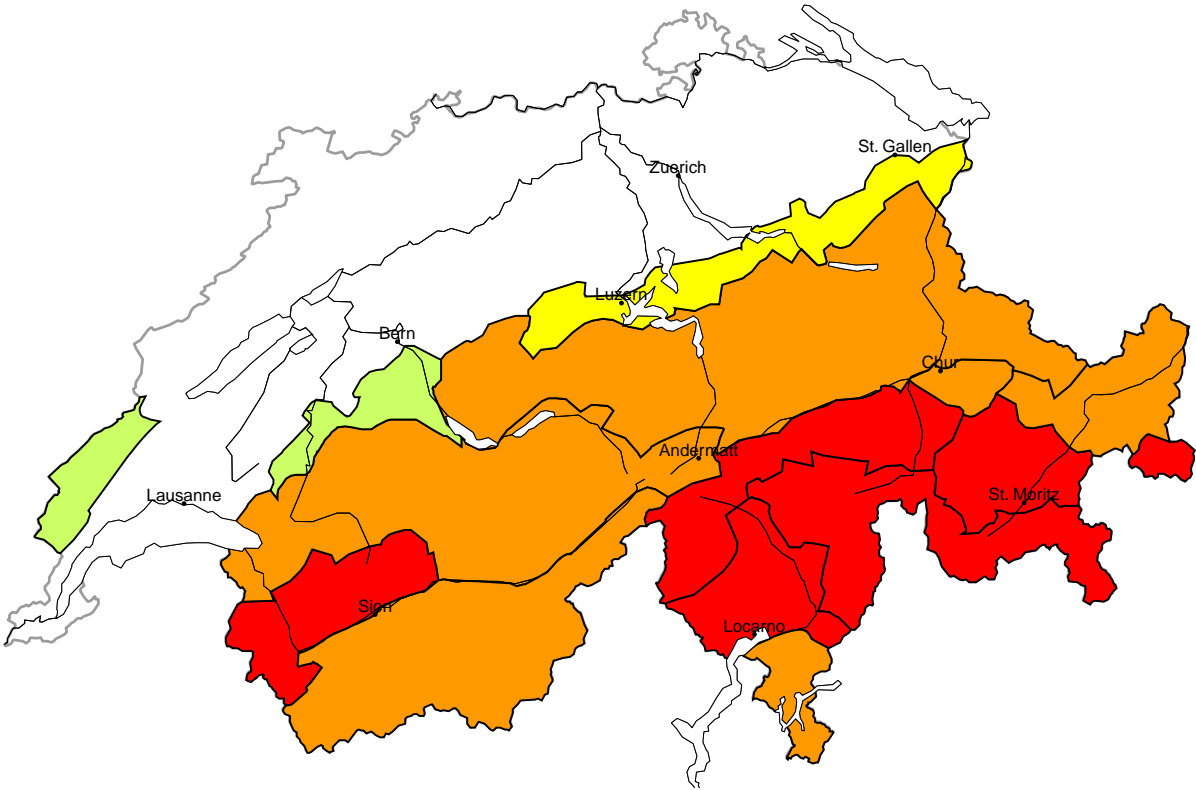 St. Gallen
Zuerich
Luzern
Bern
Chur
Andermatt
Lausanne
St. Moritz
Sion
Locarno